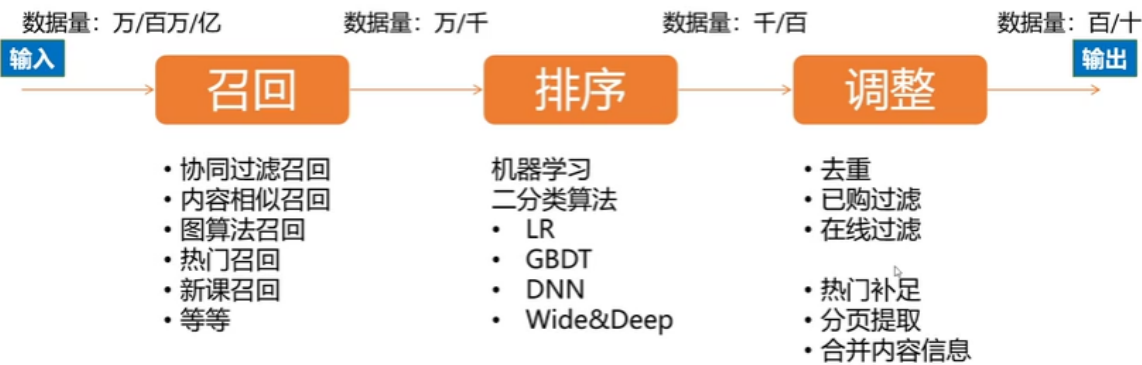 数据量：万/百万/亿
数据量：万/千
数据量：千/百
数据量：百/十
输入
召回
排序
调整
输出
• 协同过滤召回
• 内容相似召回
• 图算法召回
• 热门召回
• 新课召回
• 等等
机器学习
二分类算法
• LR
• GBDT
• DNN
• Wide&Deep
• 去重
• 已购过滤
• 在线过滤
• 热门补足
• 分页提取
• 合并内容信息